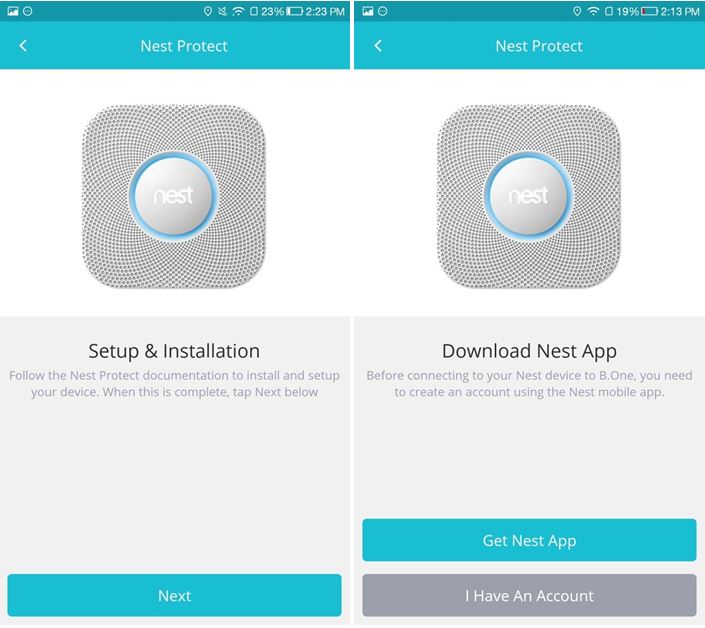 23% 2:23 PM
Nest Protect
nest
Setup & Installation
Follow the Nest Protect documentation to install and setup
your device. When this is complete, tap Next below
Next
19% 2:13 PM
Nest Protect
nest
Download Nest App
Before connecting to your Nest device to B.One, you need
to create an account using the Nest mobile app.
Get Nest App
I Have An Account